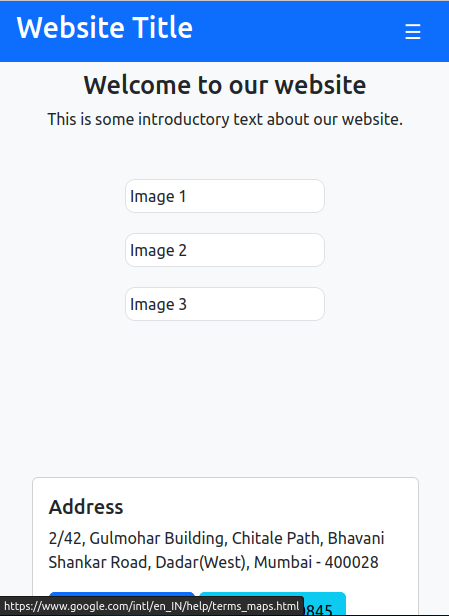 Website Title
☰
Welcome to our website
This is some introductory text about our website.
Image 1
Image 2
Image 3
Address
2/42, Gulmohar Building, Chitale Path, Bhavani
Shankar Road, Dadar(West), Mumbai - 400028
https://www.google.com/intl/en_IN/help/terms_maps.html